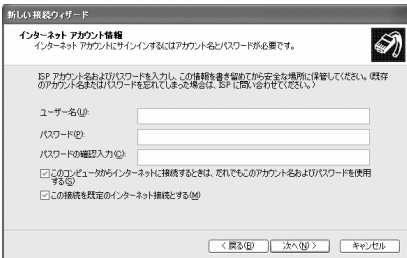 新しい接続ウィザード
インターネット アカウント情報
インターネット アカウントにサインインするにはアカウント名とパスワードが必要です。
ISP アカウント名およびパスワードを入力し、この情報を書き留めてから安全な場所に保管してください。(既存
のアカウント名またはパスワードを忘れてしまった場合は、ISP に問い合わせてください。)
ユーザー名(U):
パスワード(P):
パスワードの確認入力(C):
このコンピュータからインターネットに接続するときは、だれでもこのアカウント名およびパスワードを使用
する(S)
この接続を既定のインターネット接続とする(M)
< 戻る(B)
次へ(N) >
キャンセル